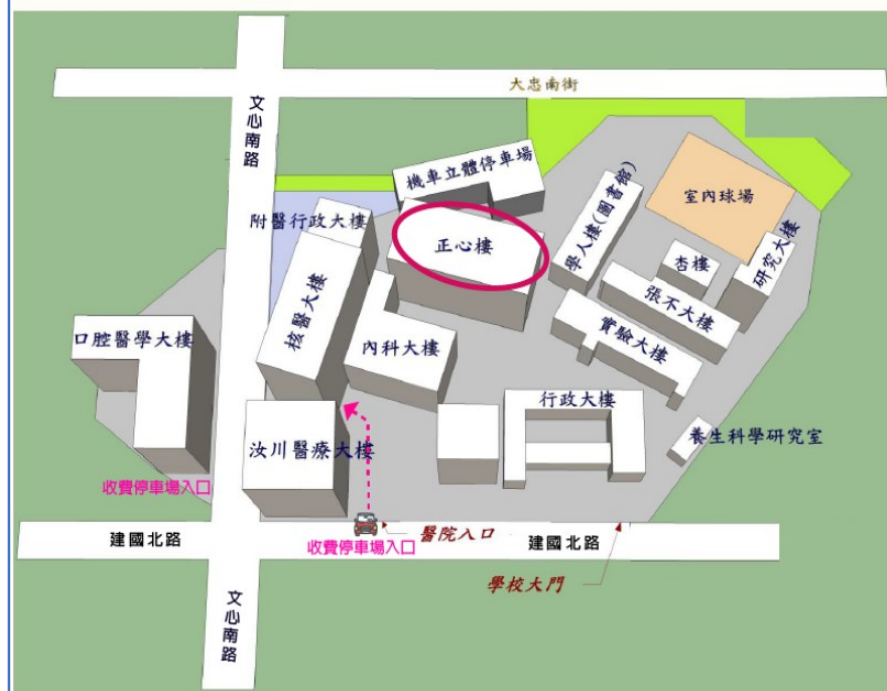 大忠南街
文心南路
機車立體停車場
學人樓(圖書館)
室內球場
附醫行政大樓
正心樓
杏樓
研究大樓
張不大樓
核醫大樓
實驗大樓
口腔醫學大樓
內科大樓
行政大樓
汝川醫療大樓
養生科學研究室
收費停車場入口
建國北路
收費停車場入口
醫院入口
建國北路
學校大門
文心南路